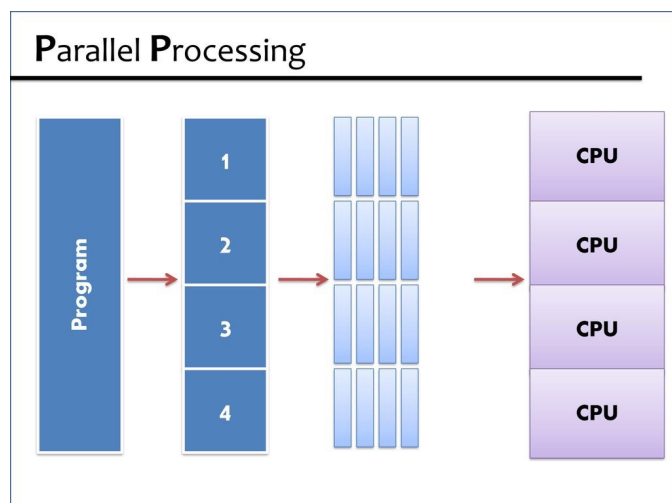 Parallel Processing
Program
1
2
3
4
CPU
CPU
CPU
CPU